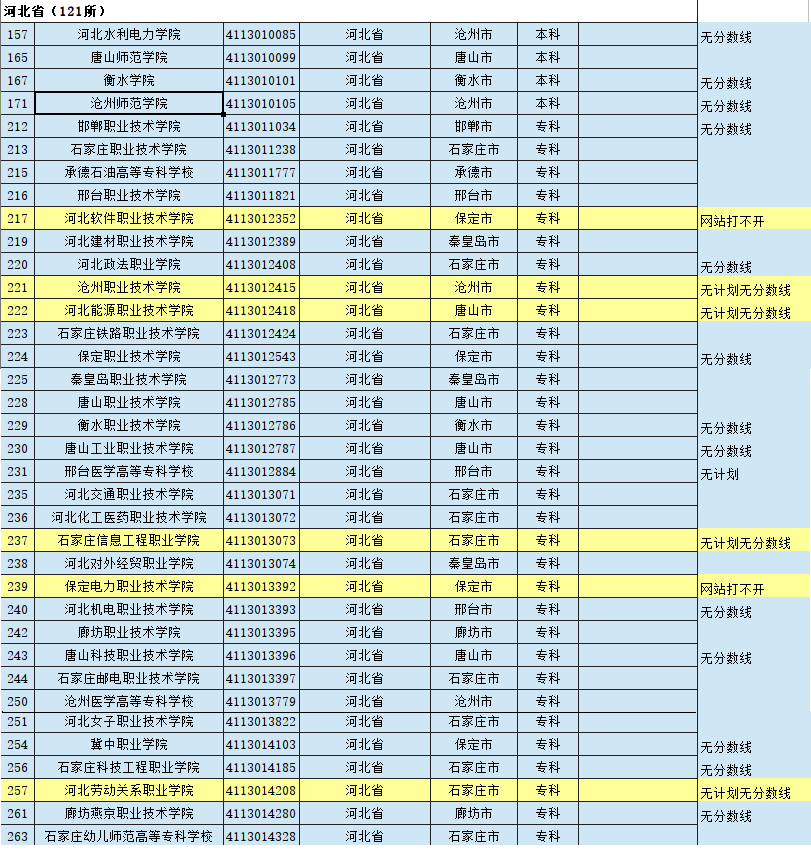 河北省（121所）
157 河北水利电力学院 4113010085 河北省 沧州市 本科 无分数线
165 唐山师范学院 4113010099 河北省 唐山市 本科
167 衡水学院 4113010101 河北省 衡水市 本科 无分数线
171 沧州师范学院 4113010105 河北省 沧州市 本科 无分数线
212 邯郸职业技术学院 4113011034 河北省 邯郸市 专科 无分数线
213 石家庄职业技术学院 4113011238 河北省 石家庄市 专科
215 承德石油高等专科学校 4113011777 河北省 承德市 专科
216 邢台职业技术学院 4113011821 河北省 邢台市 专科
217 河北软件职业技术学院 4113012352 河北省 保定市 专科 网站打不开
219 河北建材职业技术学院 4113012389 河北省 秦皇岛市 专科
220 河北政法职业学院 4113012408 河北省 石家庄市 专科 无分数线
221 沧州职业技术学院 4113012415 河北省 沧州市 专科 无计划无分数线
222 河北能源职业技术学院 4113012418 河北省 唐山市 专科 无计划无分数线
223 石家庄铁路职业技术学院 4113012424 河北省 石家庄市 专科
224 保定职业技术学院 4113012543 河北省 保定市 专科 无分数线
225 秦皇岛职业技术学院 4113012773 河北省 秦皇岛市 专科
228 唐山职业技术学院 4113012785 河北省 唐山市 专科
229 衡水职业技术学院 4113012786 河北省 衡水市 专科 无分数线
230 唐山工业职业技术学院 4113012787 河北省 唐山市 专科 无分数线
231 邢台医学高等专科学校 4113012884 河北省 邢台市 专科 无计划
235 河北交通职业技术学院 4113013071 河北省 石家庄市 专科
236 河北化工医药职业技术学院 4113013072 河北省 石家庄市 专科
237 石家庄信息工程职业学院 4113013073 河北省 石家庄市 专科 无计划无分数线
238 河北对外经贸职业学院 4113013074 河北省 秦皇岛市 专科
239 保定电力职业技术学院 4113013392 河北省 保定市 专科 网站打不开
240 河北机电职业技术学院 4113013393 河北省 邢台市 专科 无分数线
242 廊坊职业技术学院 4113013395 河北省 廊坊市 专科
243 唐山科技职业技术学院 4113013396 河北省 唐山市 专科 无分数线
244 石家庄邮电职业技术学院 4113013397 河北省 石家庄市 专科
250 沧州医学高等专科学校 4113013779 河北省 沧州市 专科
251 河北女子职业技术学院 4113013822 河北省 石家庄市 专科
254 冀中职业学院 4113014103 河北省 保定市 专科 无分数线
256 石家庄科技工程职业学院 4113014185 河北省 石家庄市 专科 无分数线
257 河北劳动关系职业学院 4113014208 河北省 石家庄市 专科 无计划无分数线
261 廊坊燕京职业技术学院 4113014280 河北省 廊坊市 专科 无分数线
263 石家庄幼儿师范高等专科学校 4113014328 河北省 石家庄市 专科